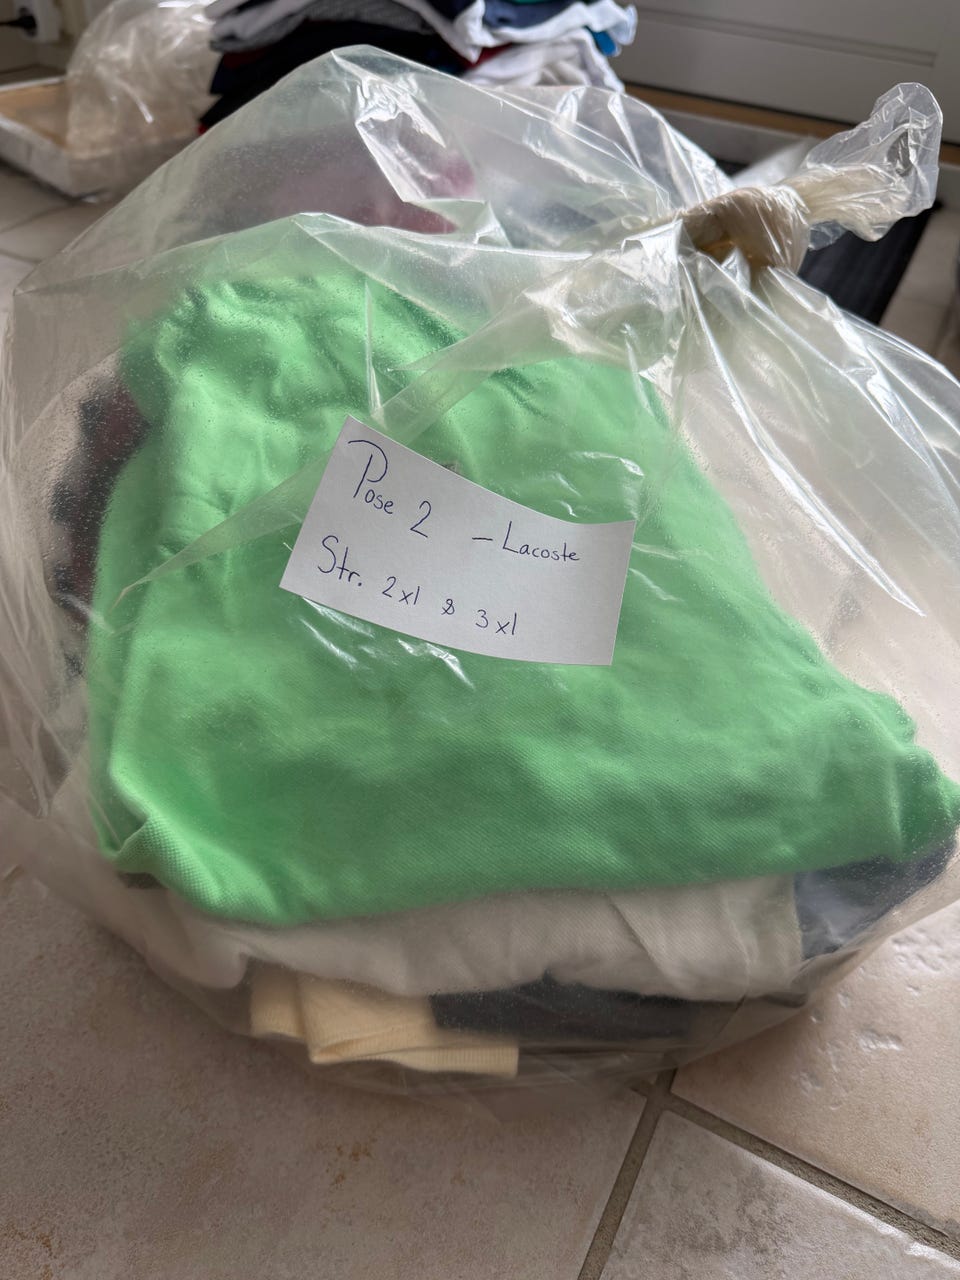 Pose 2 - Lacoste
Str. 2xl & 3xl